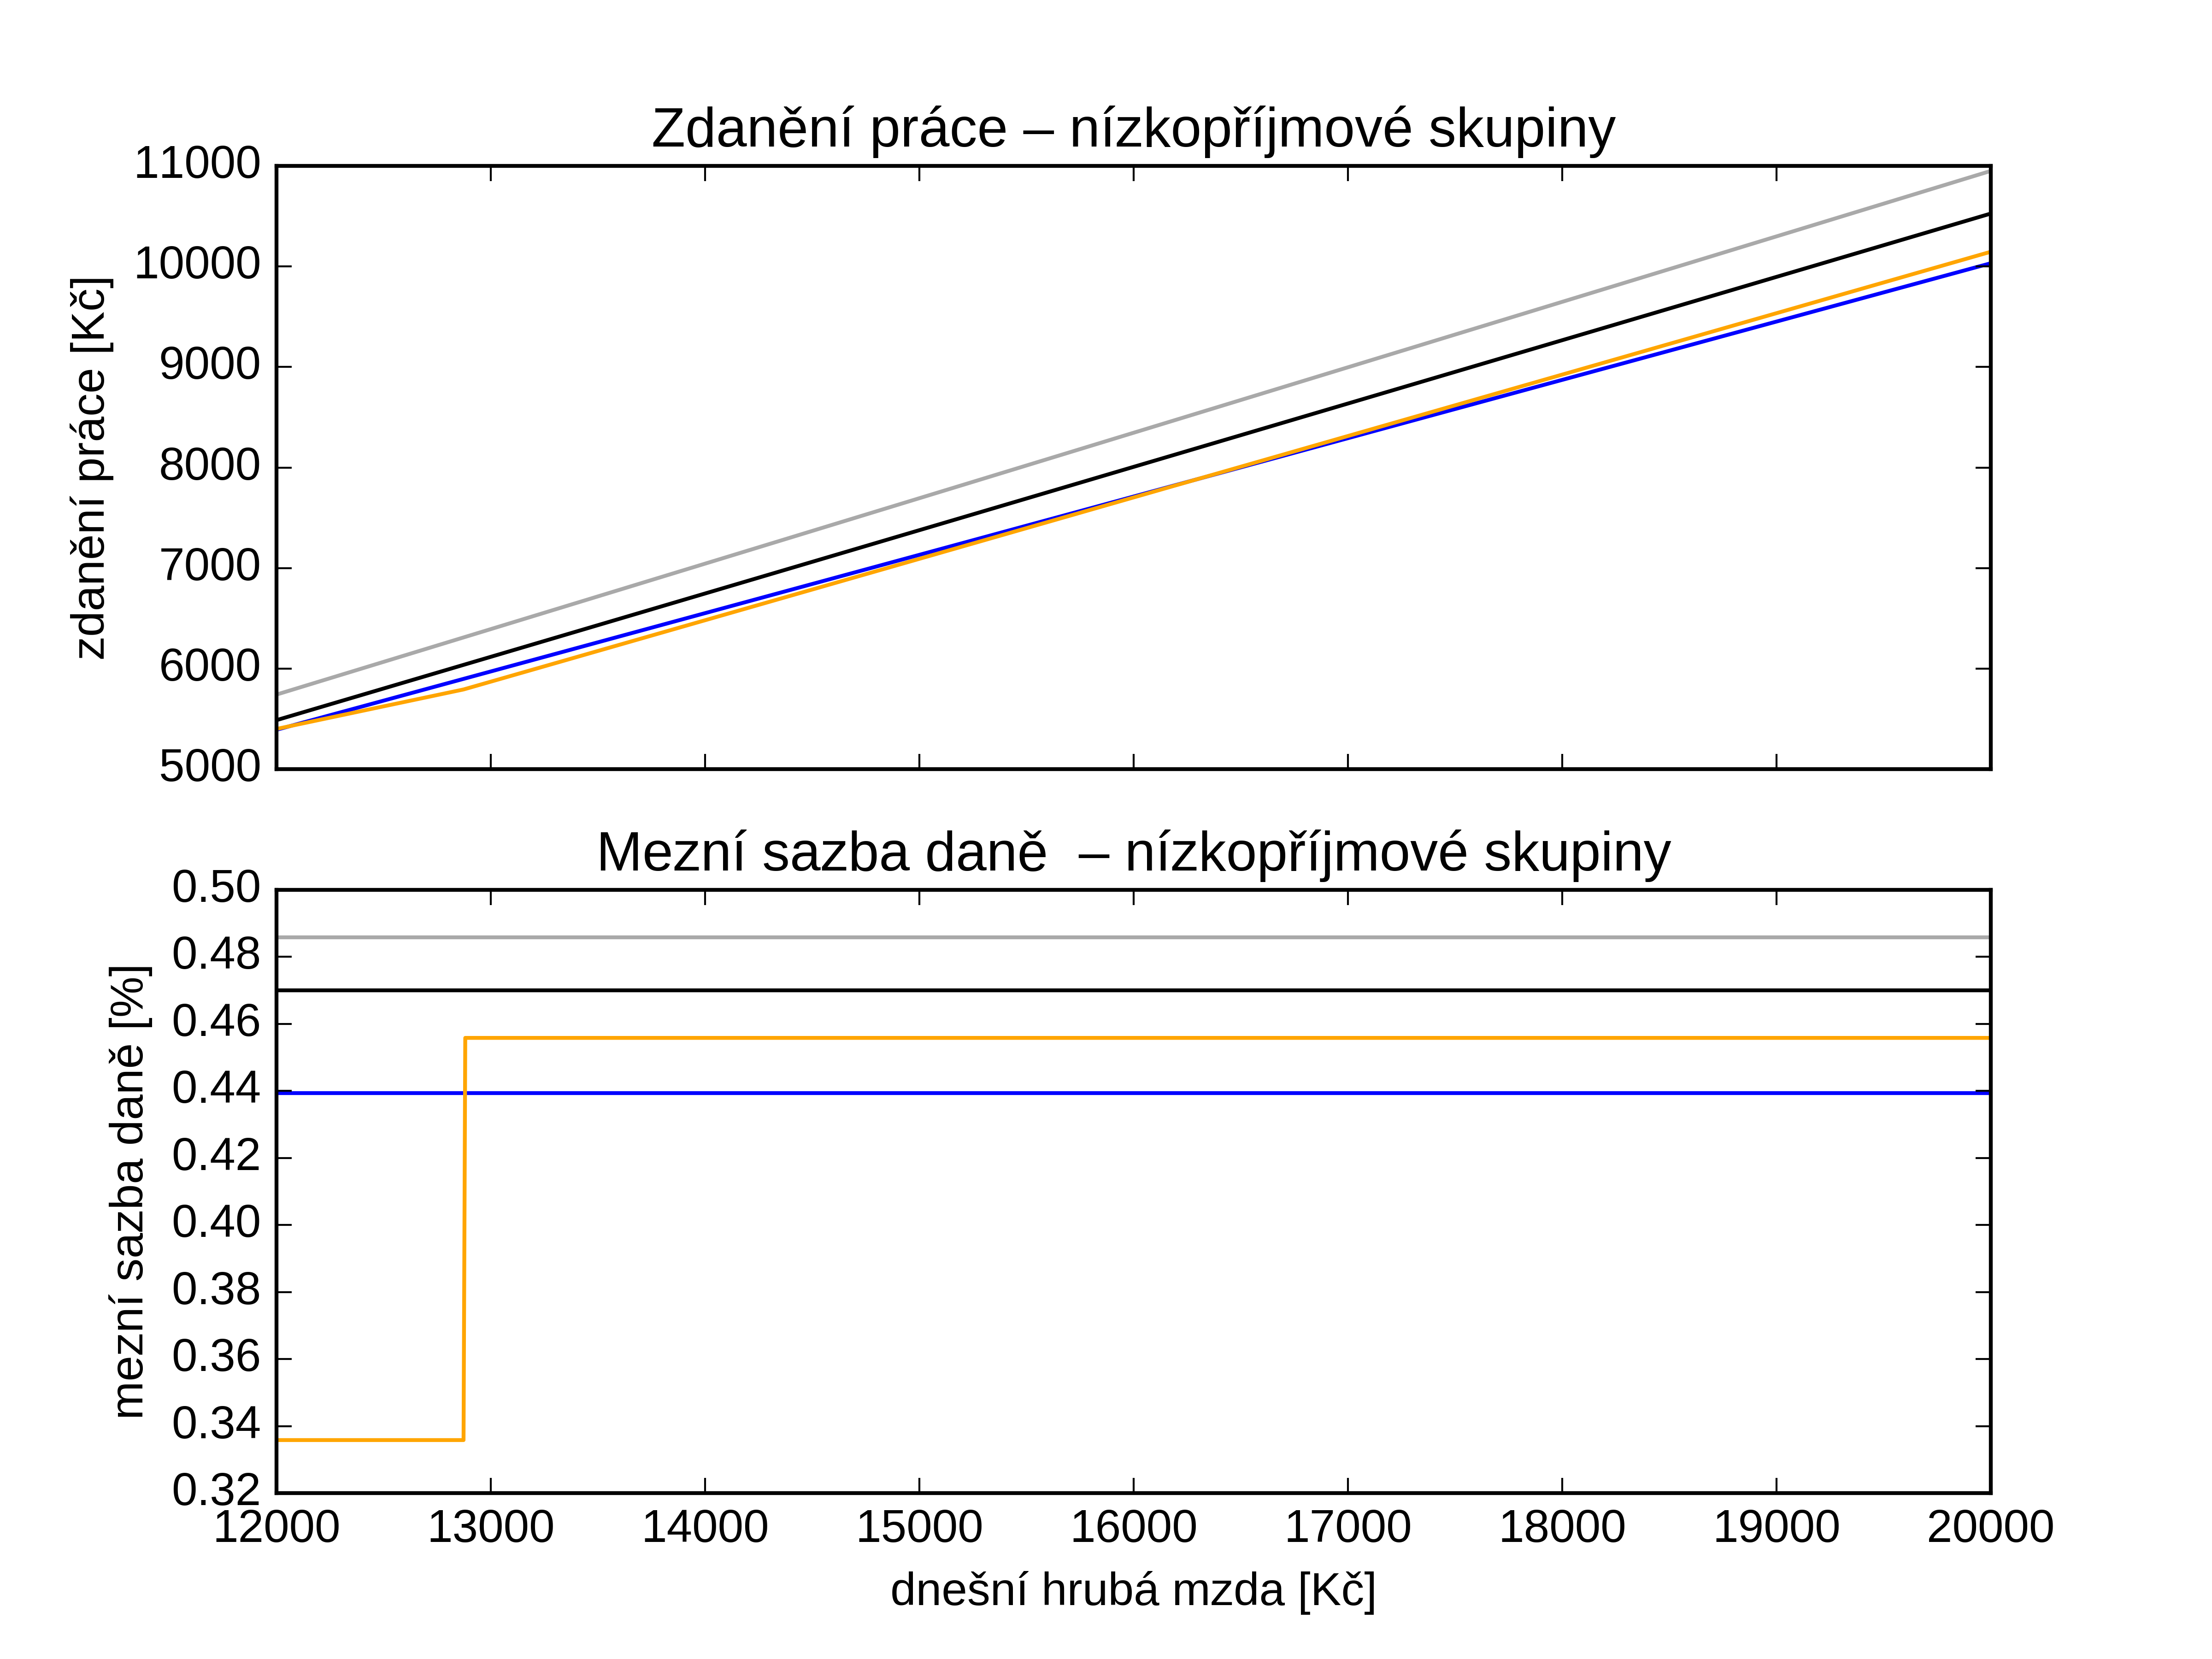 Zdanění práce – nízkopříjmové skupiny
11000
10000
9000
8000
7000
6000
5000
zdanění práce [Kč]
Mezní sazba daně  – nízkopříjmové skupiny
0.50
0.48
0.46
0.44
0.42
0.40
0.38
0.36
0.34
0.32
mezní sazba daně [%]
12000 13000 14000 15000 16000 17000 18000 19000 20000
dnešní hrubá mzda [Kč]